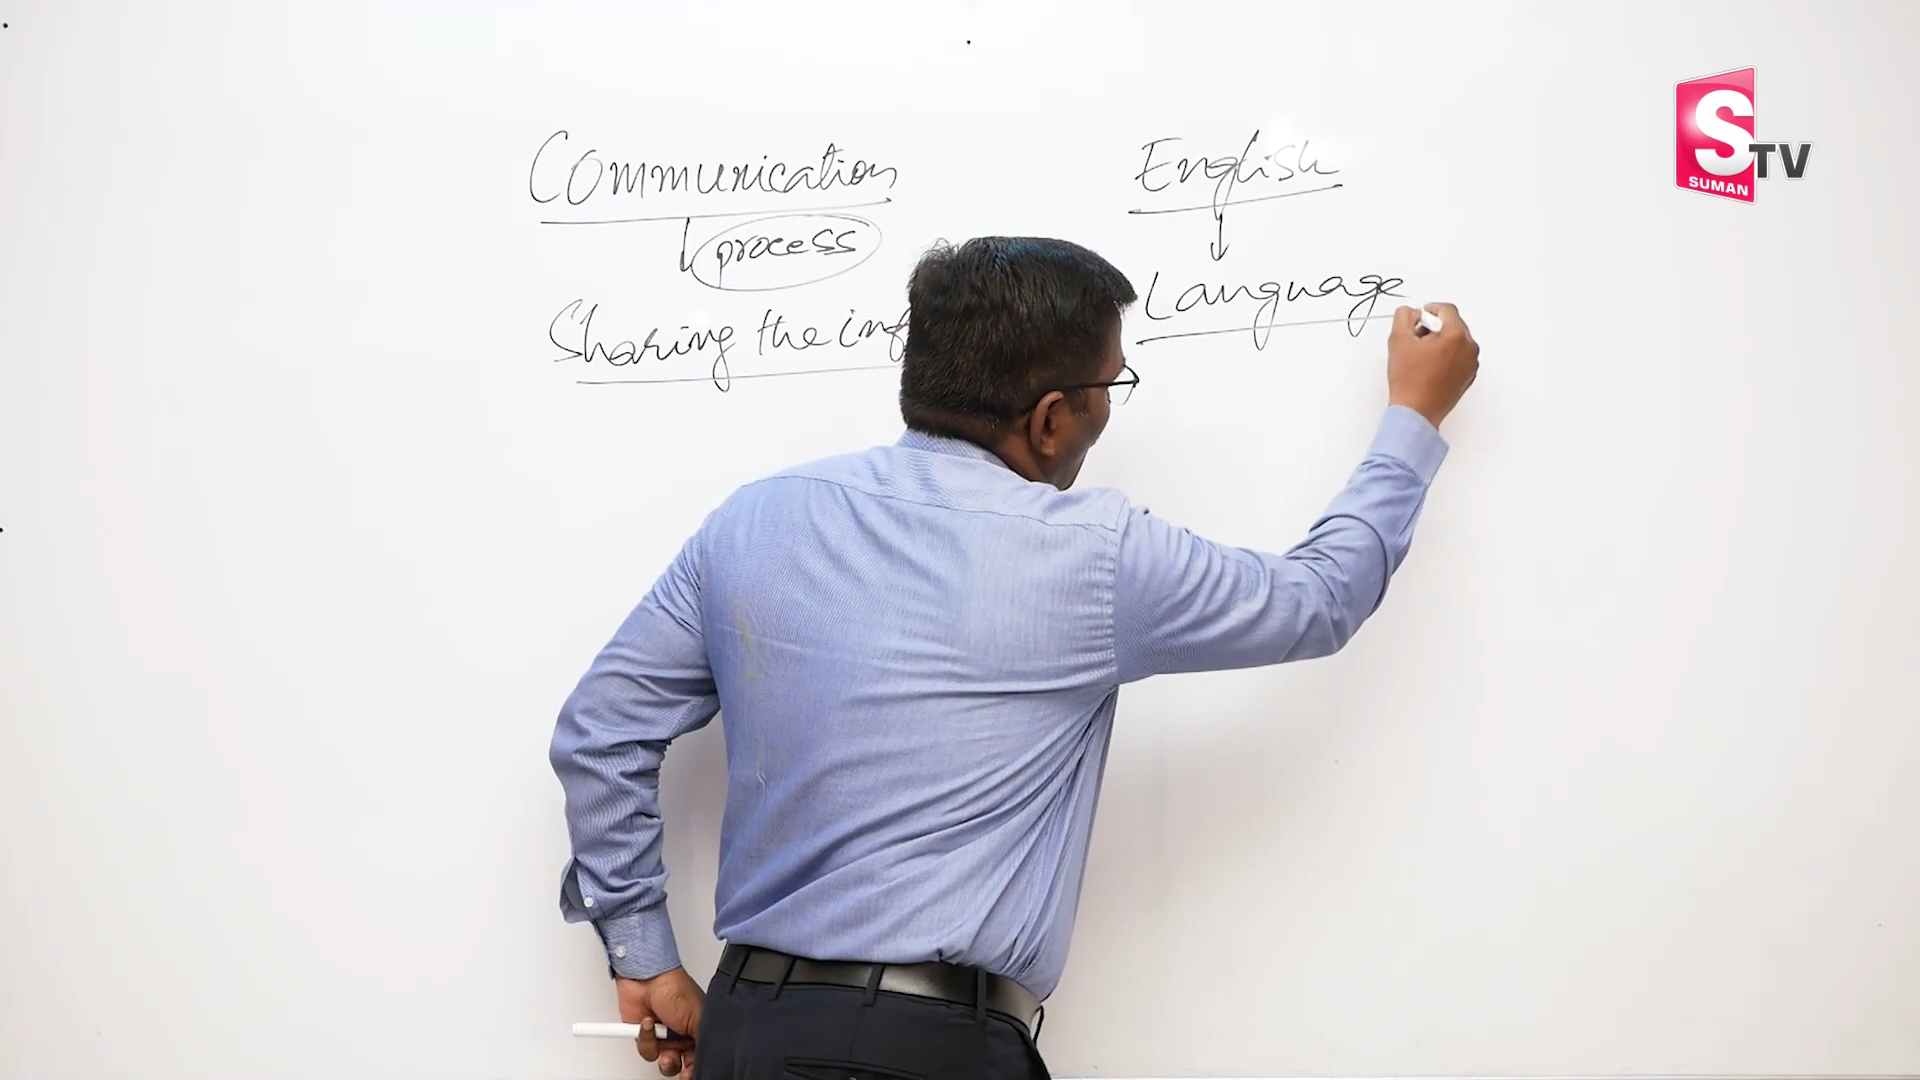 Communication
process
Sharing the inf
English
Language
S TV
SUMAN